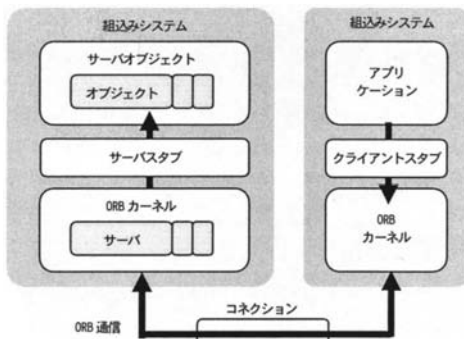 組込みシステム
サーバオブジェクト
オブジェクト
サーバスタブ
ORB カーネル
サーバ
組込みシステム
アプリ
ケーション
クライアントスタブ
ORB
カーネル
コネクション
ORB 通信